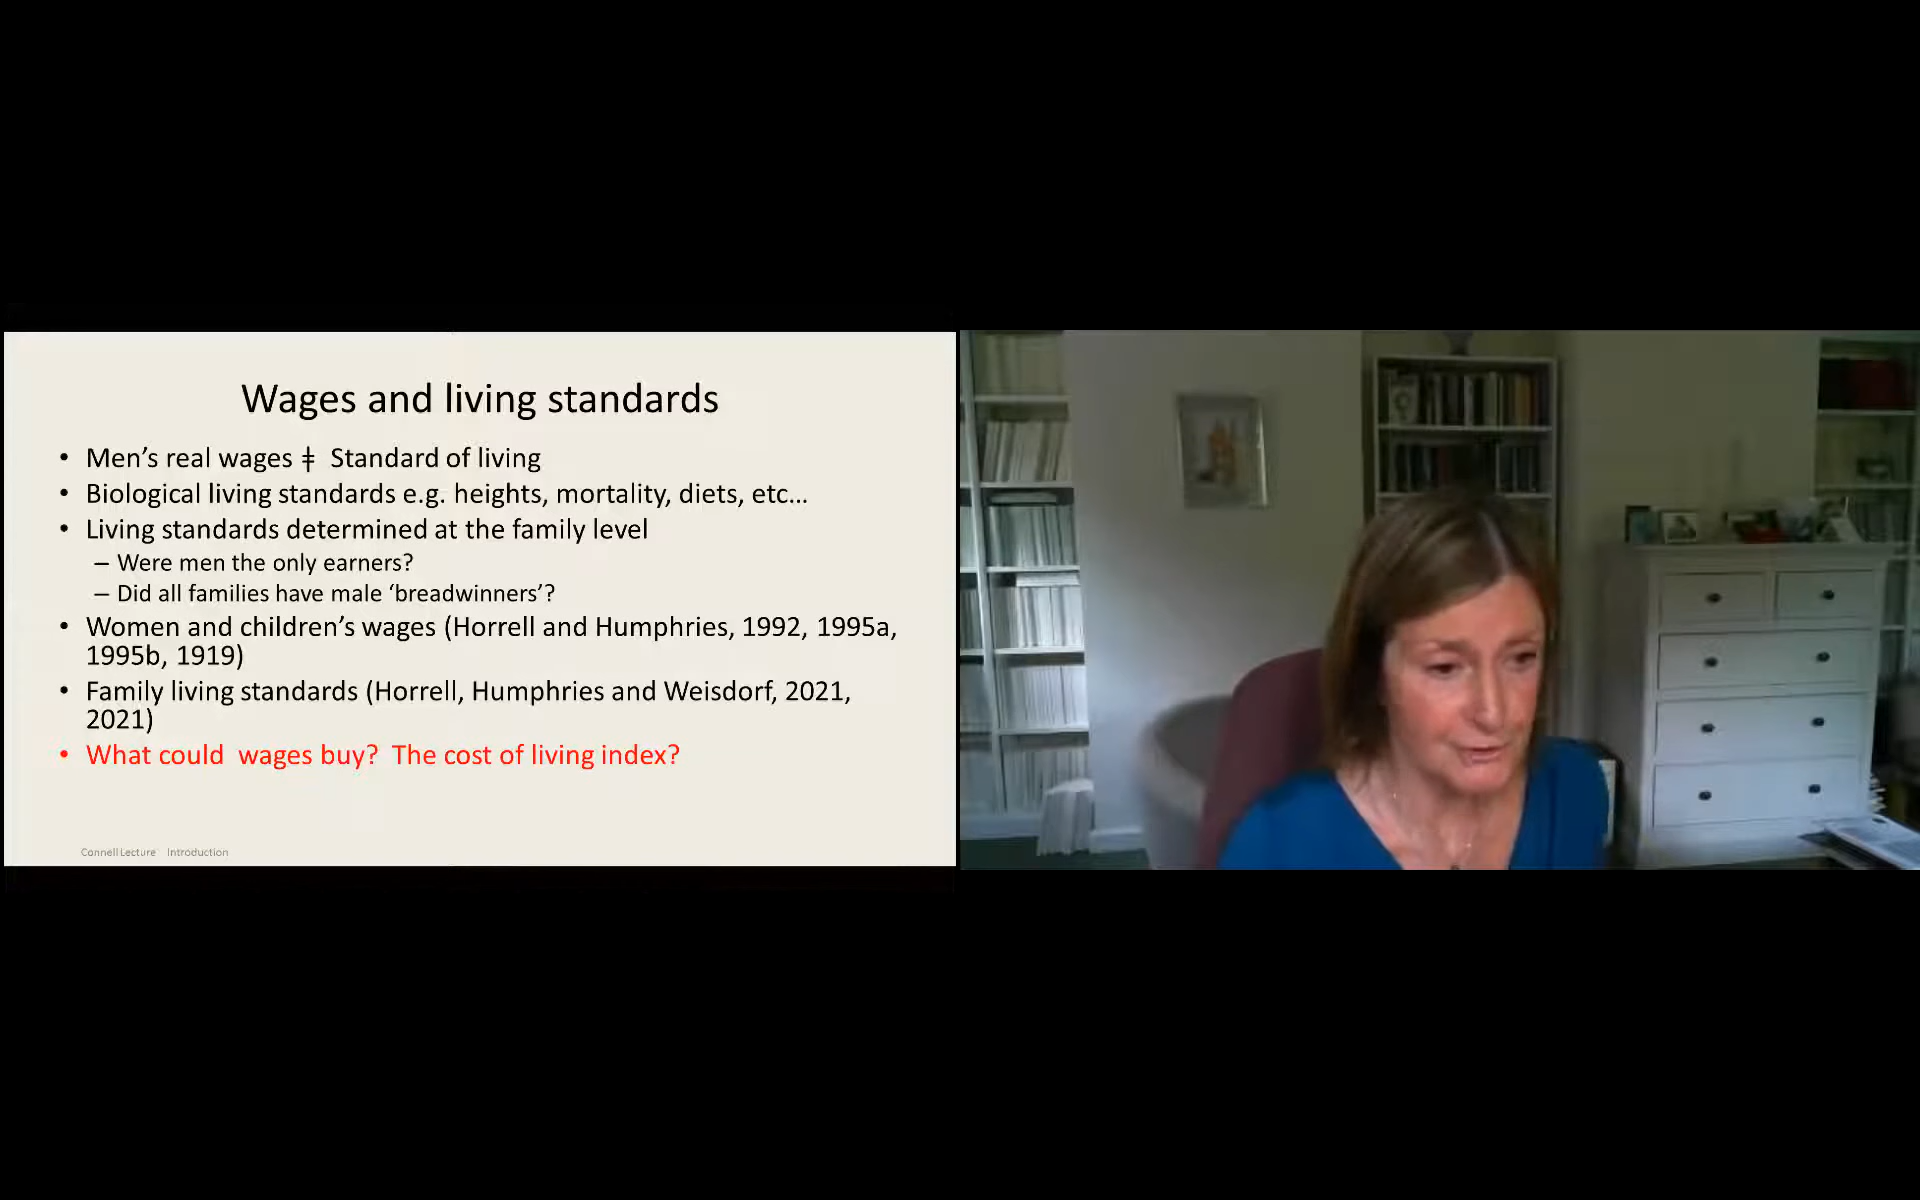 Wages and living standards
• Men’s real wages ǂ Standard of living
• Biological living standards e.g. heights, mortality, diets, etc…
• Living standards determined at the family level
– Were men the only earners?
– Did all families have male ‘breadwinners’?
• Women and children’s wages (Horrell and Humphries, 1992, 1995a,
1995b, 1919)
• Family living standards (Horrell, Humphries and Weisdorf, 2021,
2021)
• What could wages buy? The cost of living index?
Cannell Lecture Introduction